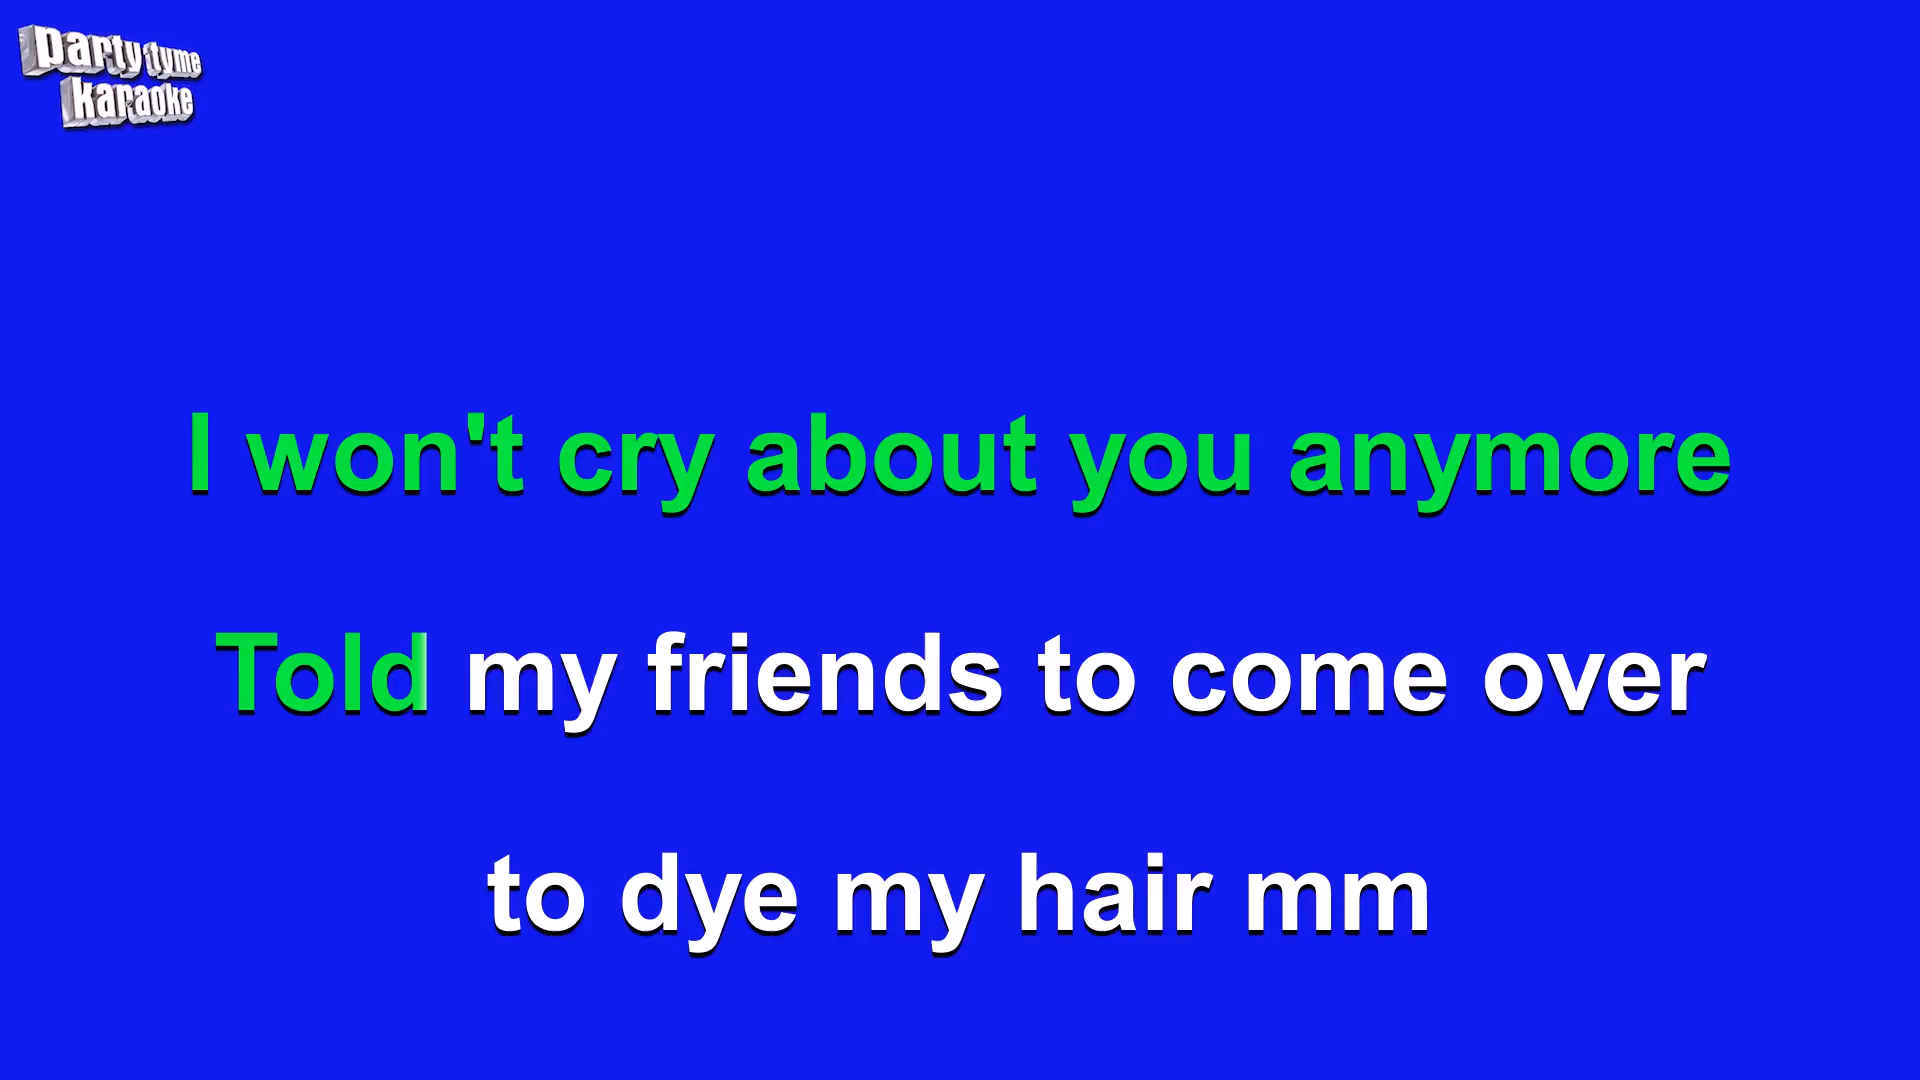 party tyme
karaoke
I won't cry about you anymore
Told my friends to come over
to dye my hair mm